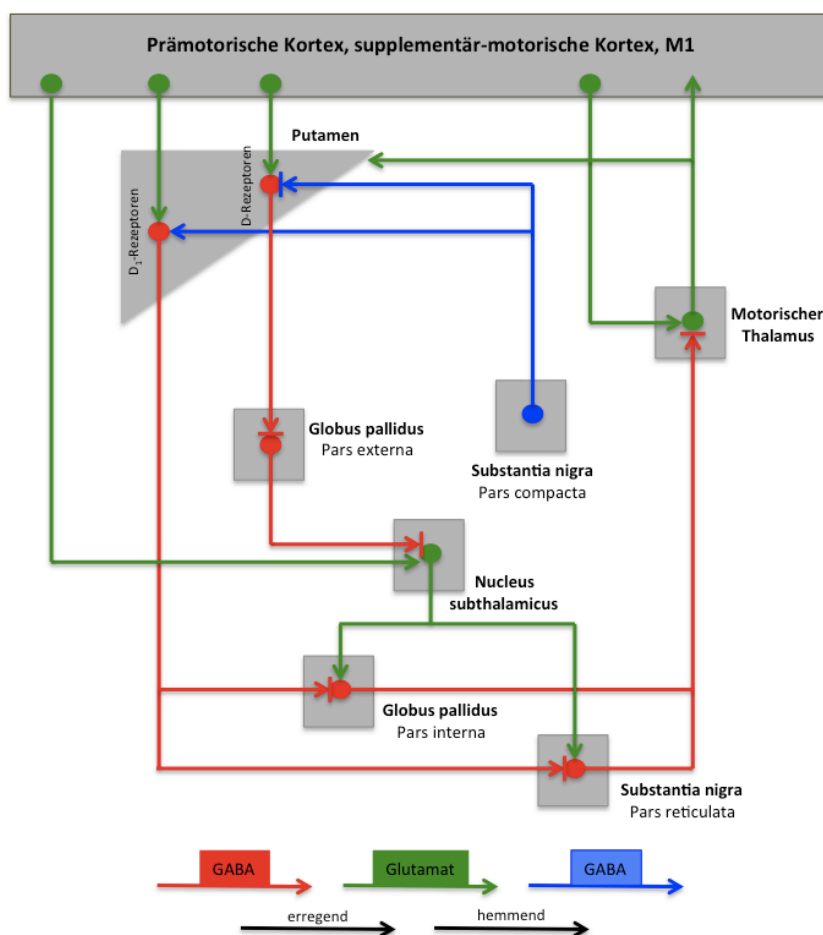 Prämotorische Kortex, supplementär-motorische Kortex, M1
Putamen
D₁-Rezeptoren
D-Rezeptoren
Motorischer
Thalamus
Globus pallidus
Pars externa
Substantia nigra
Pars compacta
Nucleus
subthalamicus
Globus pallidus
Pars interna
Substantia nigra
Pars reticulata
GABA
Glutamat
GABA
erregend
hemmend